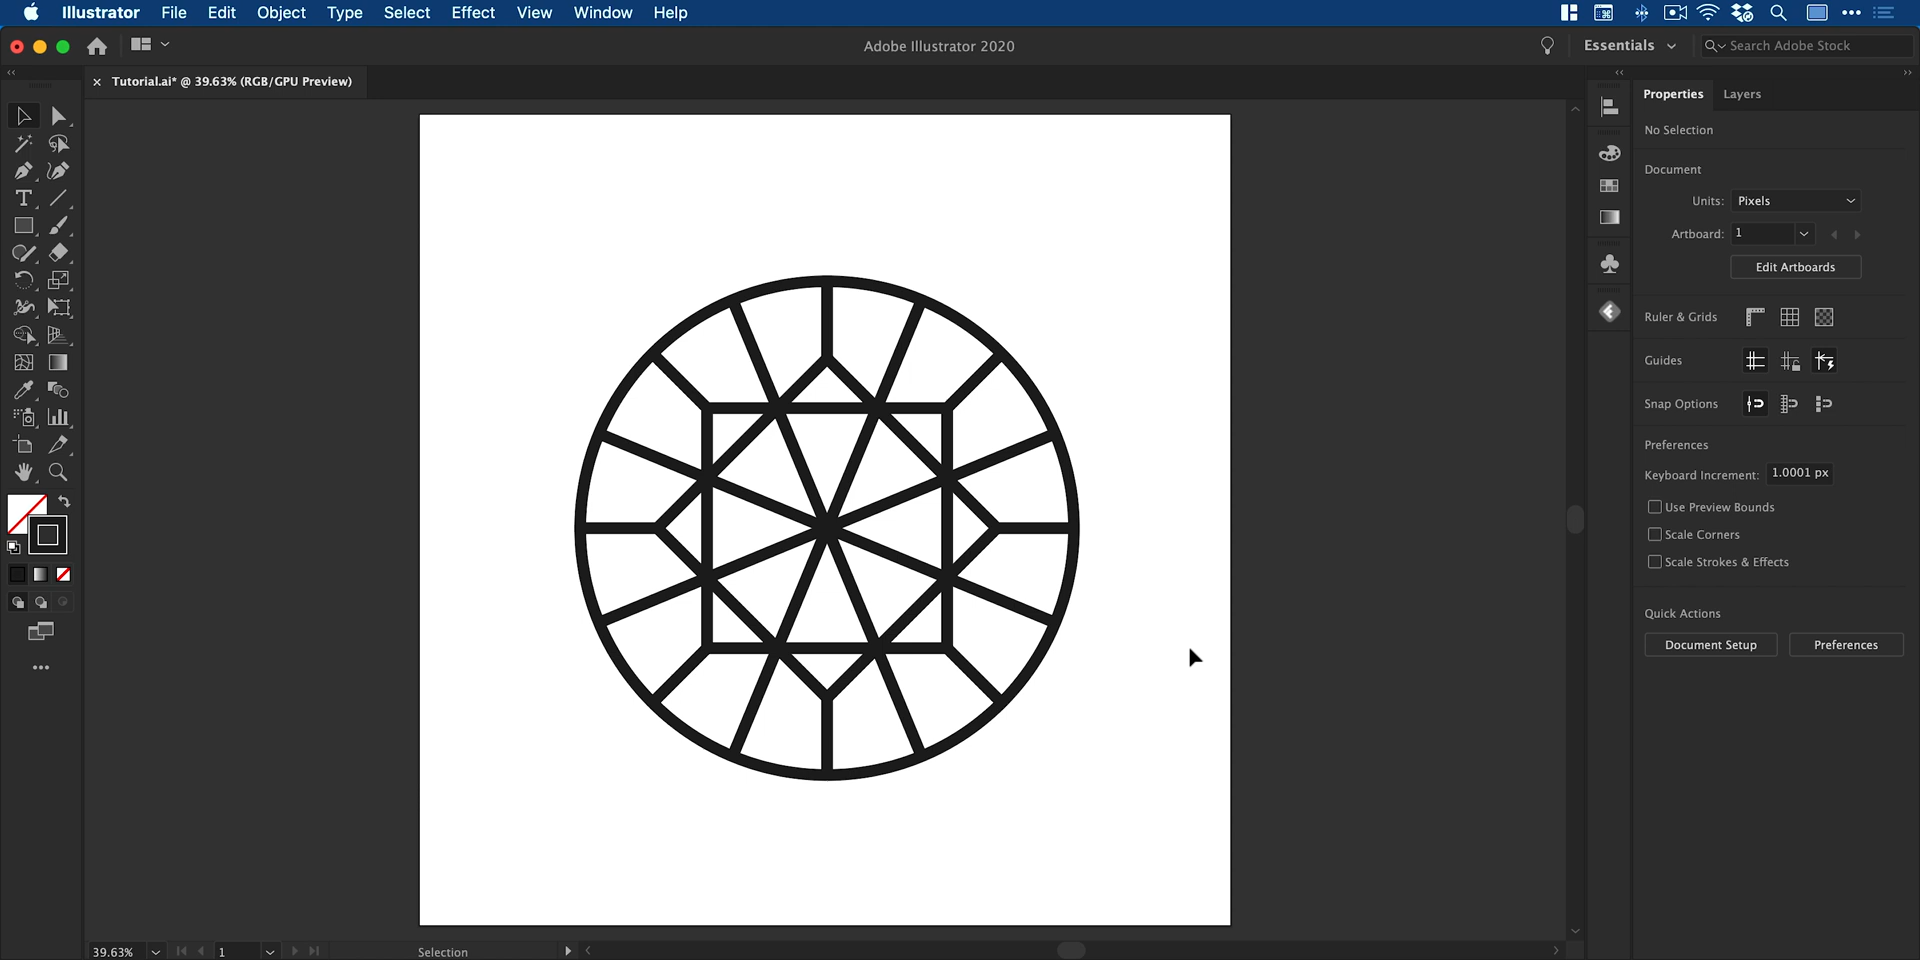 Illustrator File Edit Object Type Select Effect View Window Help
Adobe Illustrator 2020
Essentials
Search Adobe Stock
× Tutorial.ai* @ 39.63% (RGB/GPU Preview)
Properties Layers
No Selection
Document
Units: Pixels
Artboard: 1
Edit Artboards
Ruler & Grids
Guides
Snap Options
Preferences
Keyboard Increment: 1.0001 px
Use Preview Bounds
Scale Corners
Scale Strokes & Effects
Quick Actions
Document Setup Preferences
39.63% 1 Selection